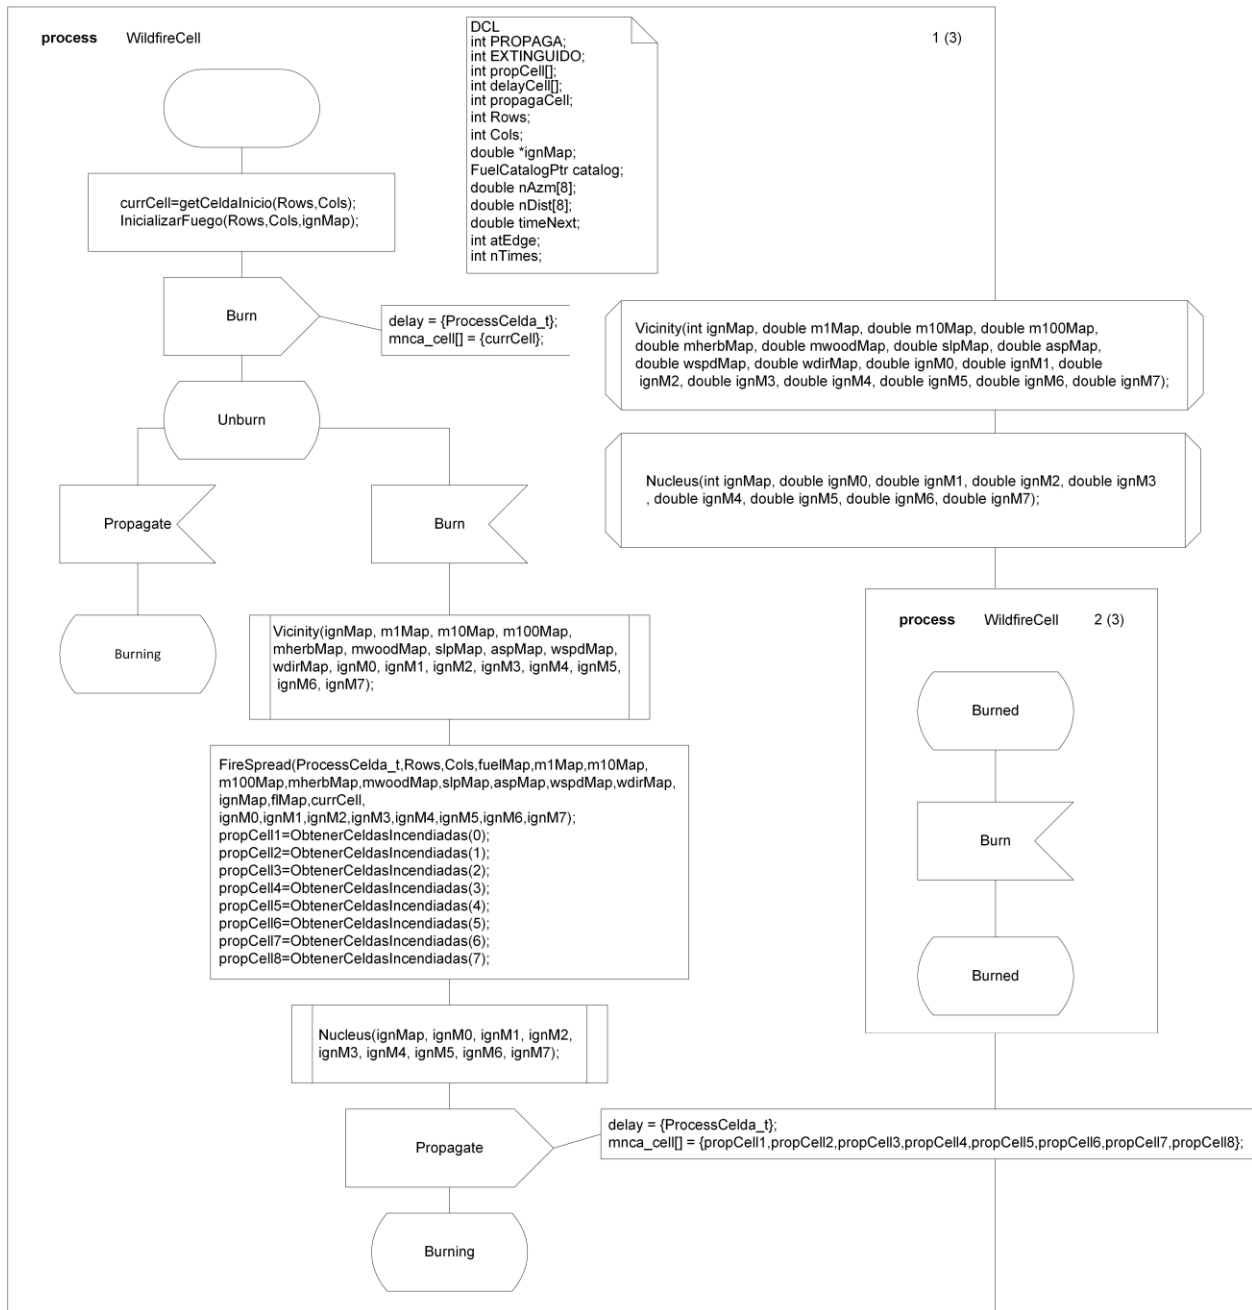 process WildfireCell
1 (3)
DCL
int PROPAGA;
int EXTINGUIDO;
int propCell[];
int delayCell[];
int propagaCell;
int Rows;
int Cols;
double *ignMap;
FuelCatalogPtr catalog;
double nAzm[8];
double nDist[8];
double timeNext;
int atEdge;
int nTimes;
currCell=getCeldaInicio(Rows,Cols);
InicializarFuego(Rows,Cols,ignMap);
Burn
delay = {ProcessCelda_t};
mnca_cell[] = {currCell};
Unburn
Propagate
Burn
Burning
Vicinity(int ignMap, double m1Map, double m10Map, double m100Map,
double mherbMap, double mwoodMap, double slpMap, double aspMap,
double wspdMap, double wdirMap, double ignM0, double ignM1, double
ignM2, double ignM3, double ignM4, double ignM5, double ignM6, double ignM7);
Nucleus(int ignMap, double ignM0, double ignM1, double ignM2, double ignM3
, double ignM4, double ignM5, double ignM6, double ignM7);
Vicinity(ignMap, m1Map, m10Map, m100Map,
mherbMap, mwoodMap, slpMap, aspMap, wspdMap,
wdirMap, ignM0, ignM1, ignM2, ignM3, ignM4, ignM5,
ignM6, ignM7);
FireSpread(ProcessCelda_t,Rows,Cols,fuelMap,m1Map,m10Map,
m100Map,mherbMap,mwoodMap,slpMap,aspMap,wspdMap,wdirMap,
ignMap,flMap,currCell,
ignM0,ignM1,ignM2,ignM3,ignM4,ignM5,ignM6,ignM7);
propCell1=ObtenerCeldasIncendiadas(0);
propCell2=ObtenerCeldasIncendiadas(1);
propCell3=ObtenerCeldasIncendiadas(2);
propCell4=ObtenerCeldasIncendiadas(3);
propCell5=ObtenerCeldasIncendiadas(4);
propCell6=ObtenerCeldasIncendiadas(5);
propCell7=ObtenerCeldasIncendiadas(6);
propCell8=ObtenerCeldasIncendiadas(7);
Nucleus(ignMap, ignM0, ignM1, ignM2,
ignM3, ignM4, ignM5, ignM6, ignM7);
Propagate
delay = {ProcessCelda_t};
mnca_cell[] = {propCell1,propCell2,propCell3,propCell4,propCell5,propCell6,propCell7,propCell8};
Burning
process WildfireCell 2 (3)
Burned
Burn
Burned